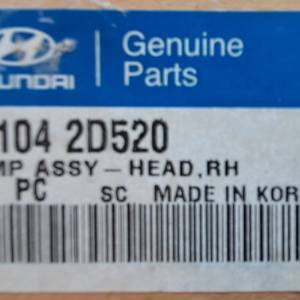 Genuine
Parts
HYUNDAI
104 2D520
MP ASSY-HEAD,RH
PC SC MADE IN KOR